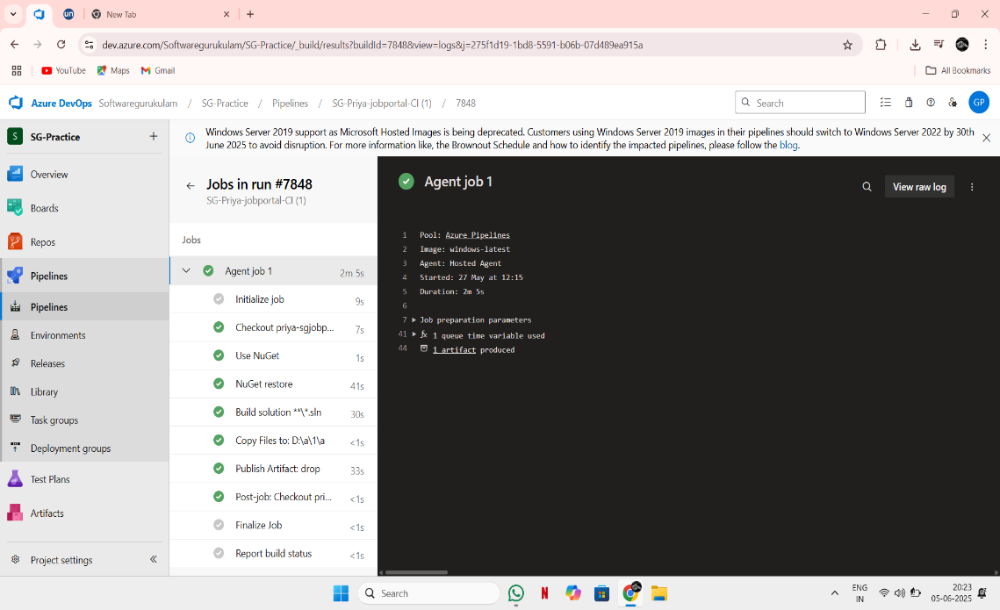 un
New Tab
dev.azure.com/Softwaregurukulam/SG-Practice/_build/results?buildId=7848&view=logs&j=275f1d19-1bd8-5591-b06b-07d489ea915a
YouTube
Maps
Gmail
All Bookmarks
Azure DevOps Softwaregurukulam / SG-Practice / Pipelines / SG-Priya-jobportal-CI (1) / 7848
Search
GP
S SG-Practice
Overview
Boards
Repos
Pipelines
Pipelines
Environments
Releases
Library
Task groups
Deployment groups
Test Plans
Artifacts
Project settings
Windows Server 2019 support as Microsoft Hosted Images is being deprecated. Customers using Windows Server 2019 images in their pipelines should switch to Windows Server 2022 by 30th
June 2025 to avoid disruption. For more information like, the Brownout Schedule and how to identify the impacted pipelines, please follow the blog.
Jobs in run #7848
SG-Priya-jobportal-CI (1)
Jobs
Agent job 1 2m 5s
Initialize job 9s
Checkout priya-sgjobp... 7s
Use NuGet 1s
NuGet restore 41s
Build solution **\*.sln 30s
Copy Files to: D:\a\1\a <1s
Publish Artifact: drop 33s
Post-job: Checkout pri... <1s
Finalize Job <1s
Report build status <1s
Agent job 1
View raw log
1 Pool: Azure Pipelines
2 Image: windows-latest
3 Agent: Hosted Agent
4 Started: 27 May at 12:15
5 Duration: 2m 5s
6
7 Job preparation parameters
41 fx 1 queue time variable used
44 1 artifact produced
Search
N
ENG
IN
20:23
05-06-2025